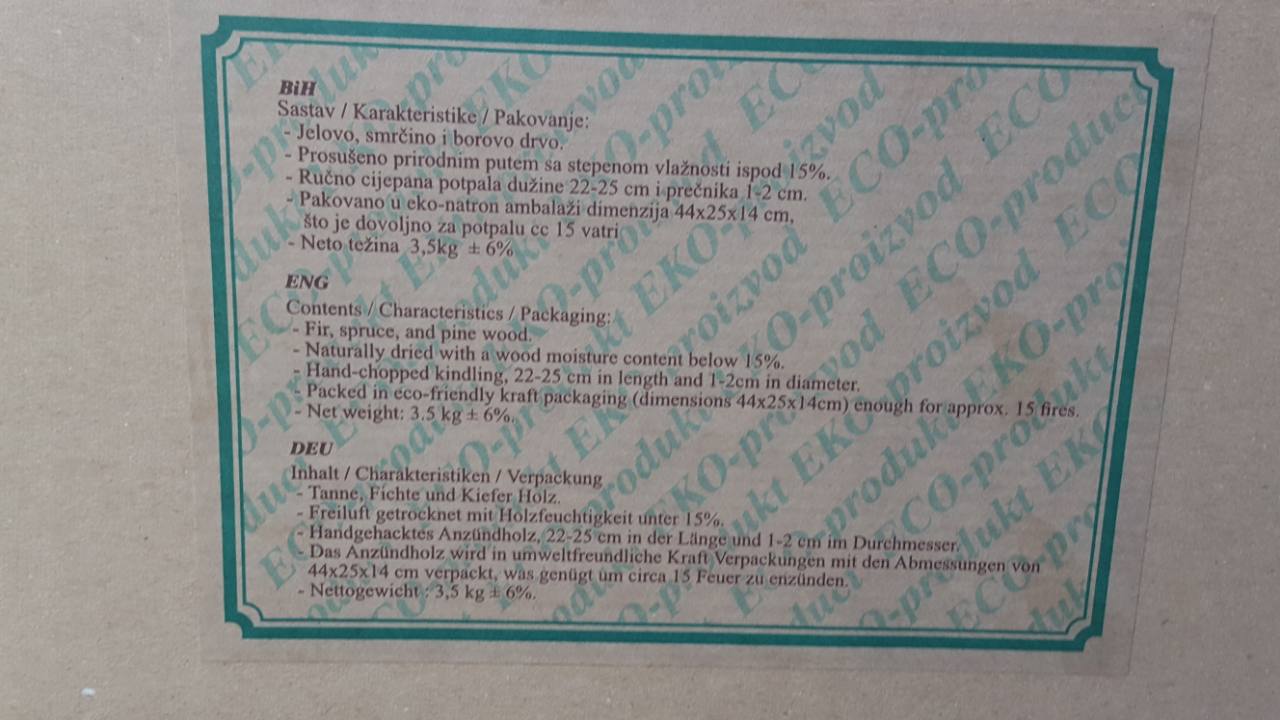 BiH
Sastav / Karakteristike / Pakovanje:
- Jelovo, smrčino i borovo drvo.
- Prosušeno prirodnim putem sa stepenom vlažnosti ispod 15%.
- Ručno cijepana potpala dužine 22-25 cm i prečnika 1-2 cm.
- Pakovano u eko-natron ambalaži dimenzija 44x25x14 cm,
što je dovoljno za potpalu cc 15 vatri
- Neto težina 3,5kg ± 6%
ENG
Contents / Characteristics / Packaging:
- Fir, spruce, and pine wood.
- Naturally dried with a wood moisture content below 15%.
- Hand-chopped kindling, 22-25 cm in length and 1-2cm in diameter.
- Packed in eco-friendly kraft packaging (dimensions 44x25x14cm) enough for approx. 15 fires.
- Net weight: 3.5 kg ± 6%.
DEU
Inhalt / Charakteristiken / Verpackung
- Tanne, Fichte und Kiefer Holz.
- Freiluft getrocknet mit Holzfeuchtigkeit unter 15%.
- Handgehacktes Anzündholz, 22-25 cm in der Länge und 1-2 cm im Durchmesser.
- Das Anzündholz wird in umweltfreundliche Kraft Verpackungen mit den Abmessungen von
44x25x14 cm verpackt, was genügt um circa 15 Feuer zu enzünden.
- Nettogewicht : 3,5 kg ± 6%.